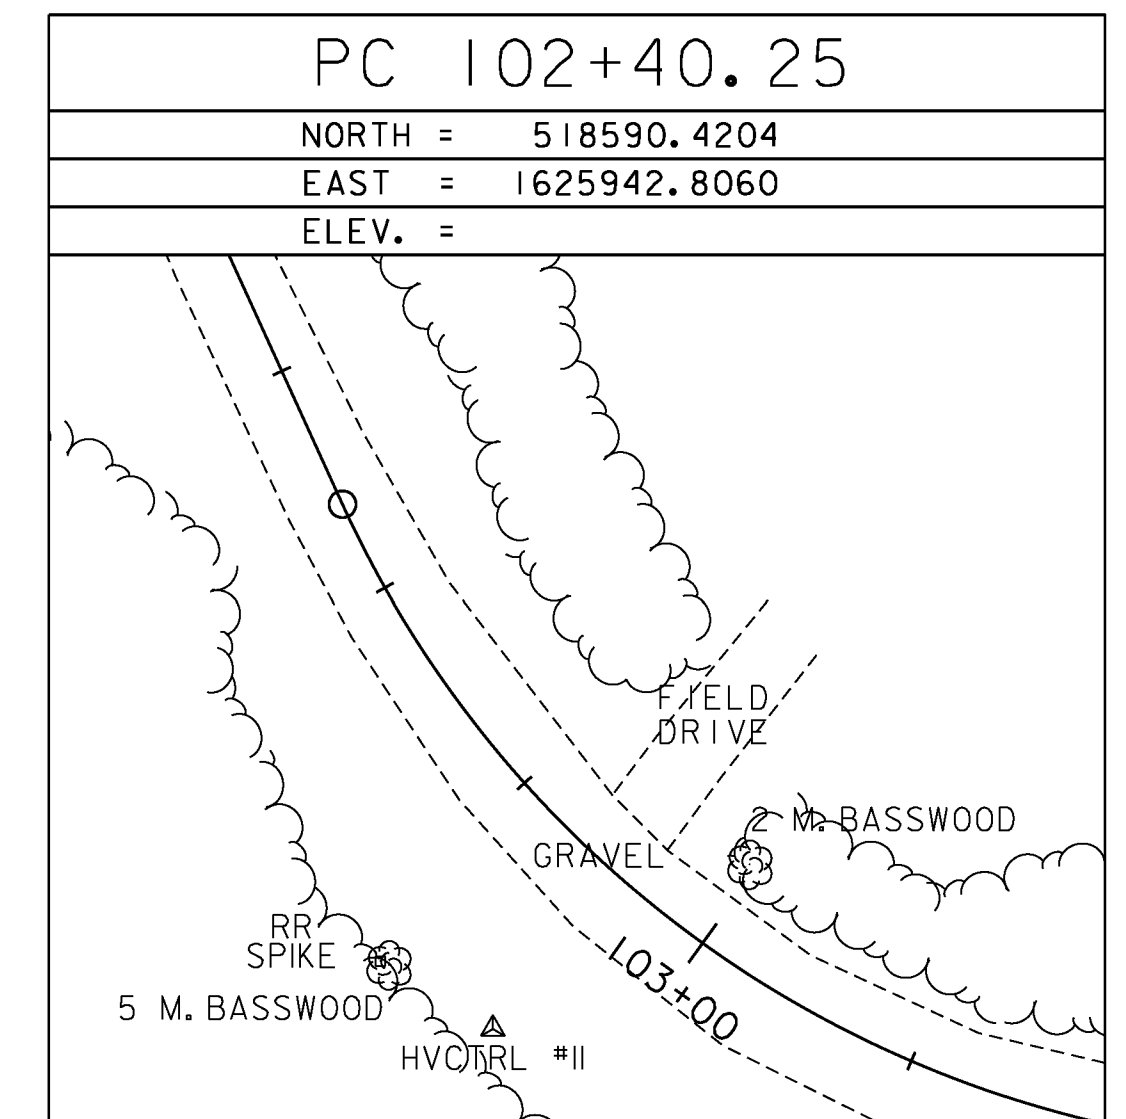 PC 102+40.25
NORTH = 518590.4204
EAST = 1625942.8060
ELEV. =
FIELD
DRIVE
2 M. BASSWOOD
GRAVEL
RR
SPIKE
103+00
5 M. BASSWOOD
HVCTRL #11